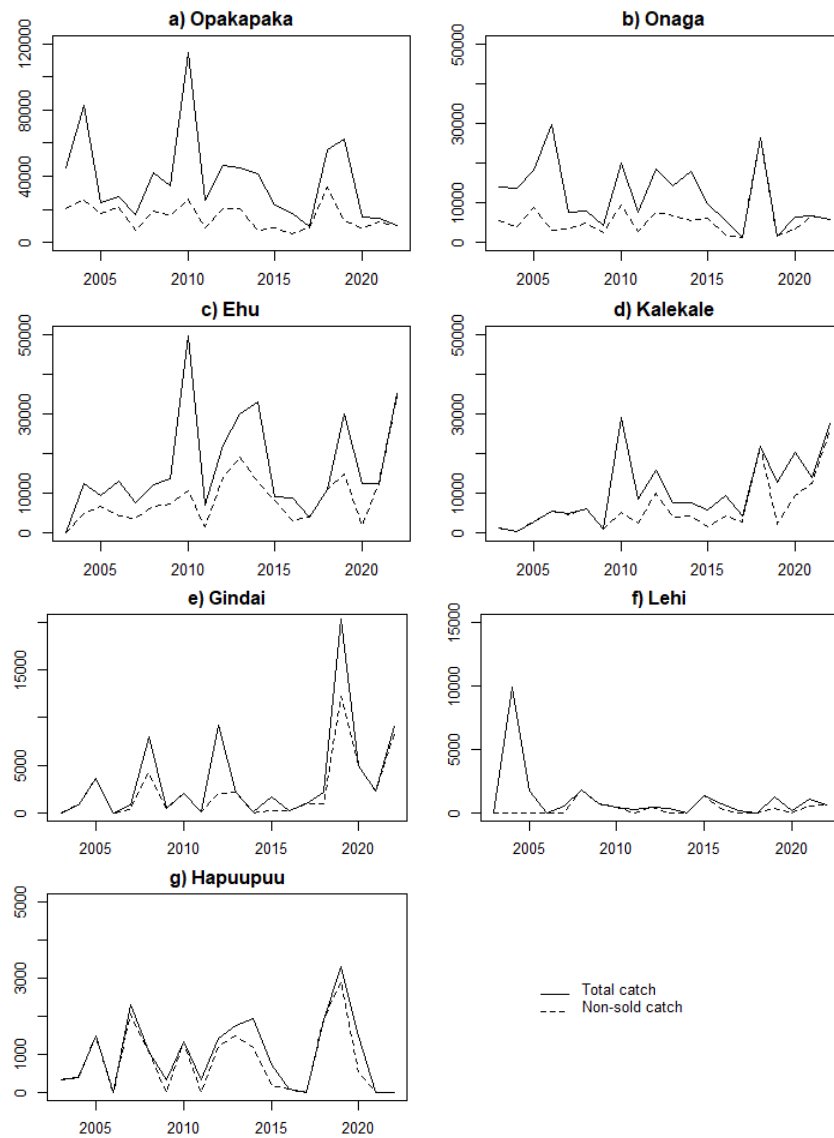 a) Opakapaka
120000
80000
40000
0
2005 2010 2015 2020
b) Onaga
50000
30000
10000
0
2005 2010 2015 2020
c) Ehu
50000
30000
10000
0
2005 2010 2015 2020
d) Kalekale
50000
30000
10000
0
2005 2010 2015 2020
e) Gindai
15000
5000
0
2005 2010 2015 2020
f) Lehi
15000
10000
5000
0
2005 2010 2015 2020
g) Hapuupuu
5000
3000
1000
0
2005 2010 2015 2020
Total catch
Non-sold catch